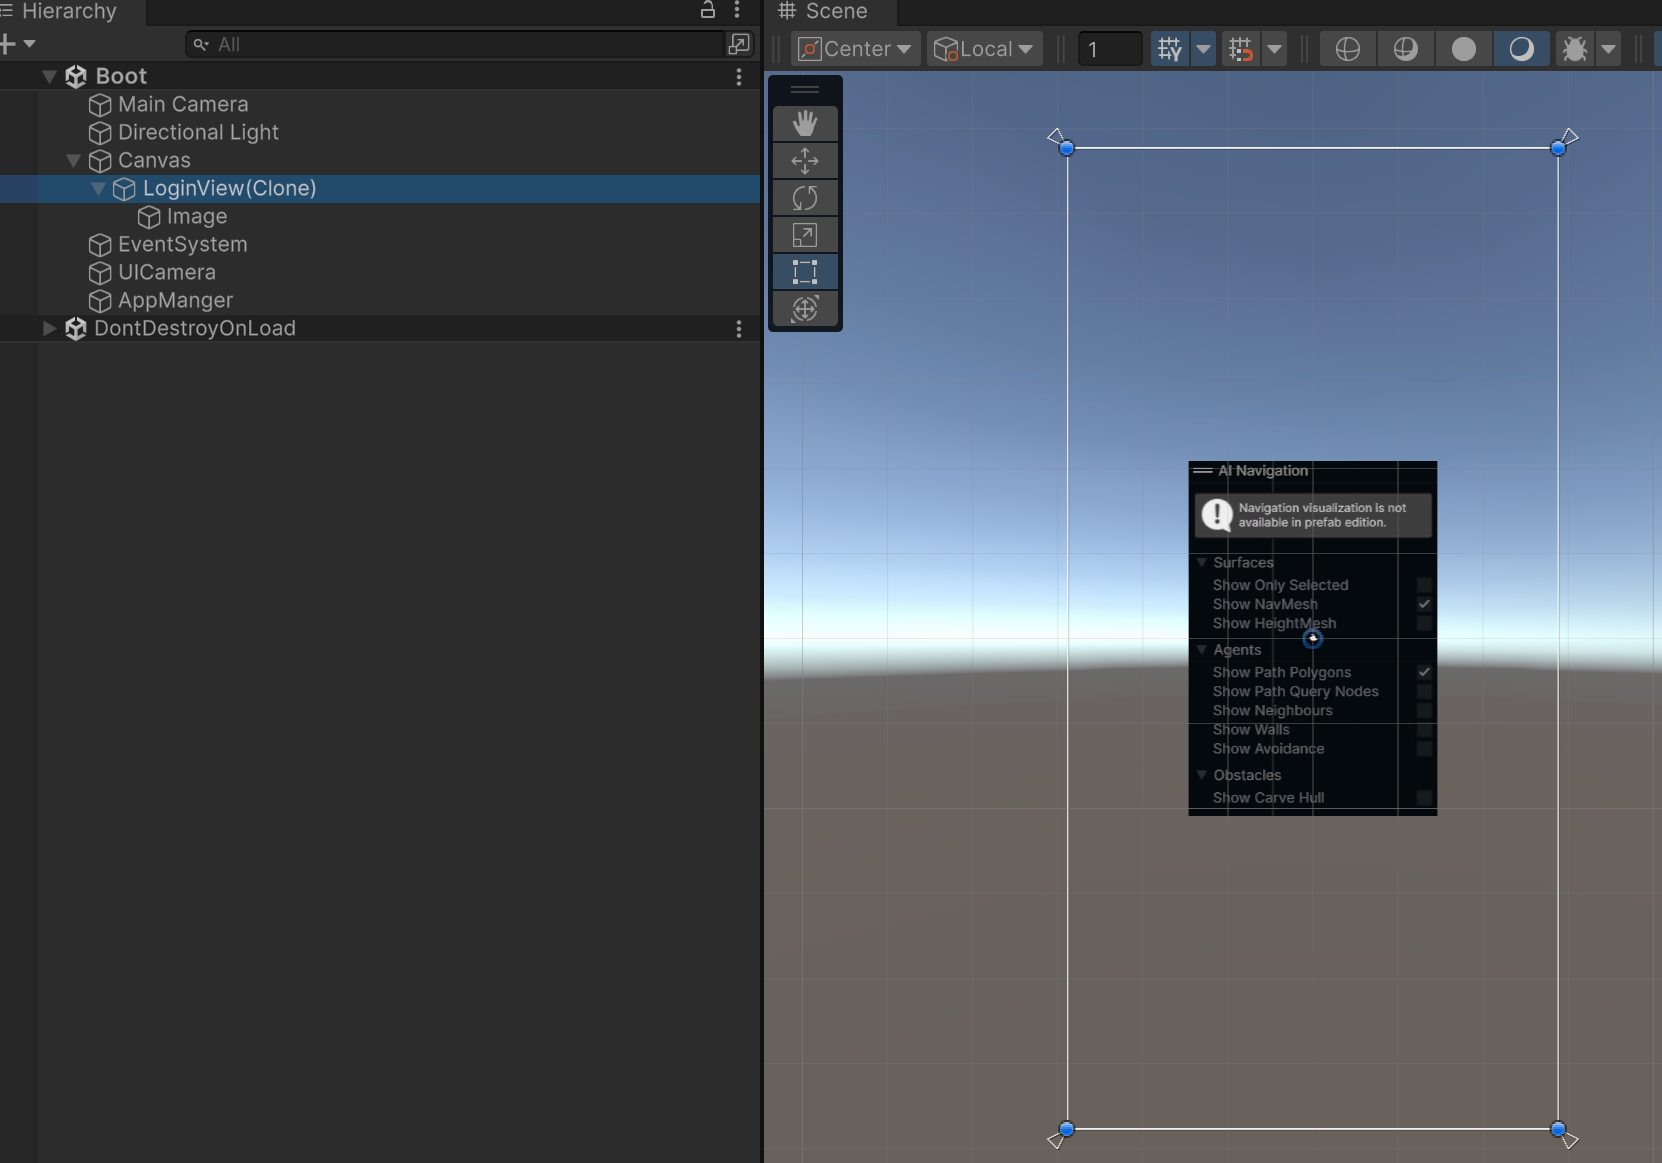 Hierarchy
All
Boot
Main Camera
Directional Light
Canvas
LoginView(Clone)
Image
EventSystem
UICamera
AppManger
DontDestroyOnLoad
Scene
Center
Local
1
AI Navigation
Navigation visualization is not
available in prefab edition.
Surfaces
Show Only Selected
Show NavMesh
Show HeightMesh
Agents
Show Path Polygons
Show Path Query Nodes
Show Neighbours
Show Walls
Show Avoidance
Obstacles
Show Carve Hull